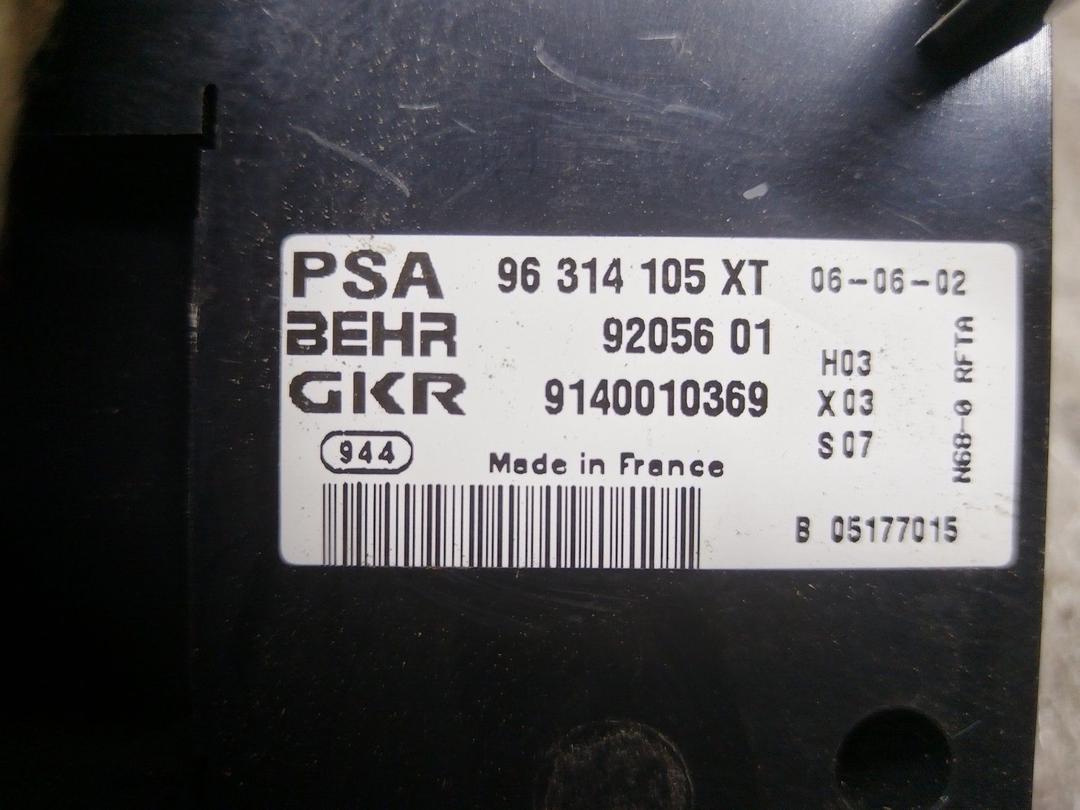 PSA 96 314 105 XT 06-06-02
BEHR 92056 01
GKR 9140010369
H03
X03
S07
944
Made in France
B 05177015
N68-0 RFTA